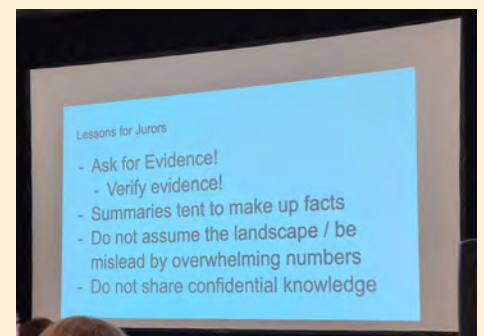 Lessons for Jurors
- Ask for Evidence!
- Verify evidence!
- Summaries tent to make up facts
- Do not assume the landscape / be
mislead by overwhelming numbers
- Do not share confidential knowledge